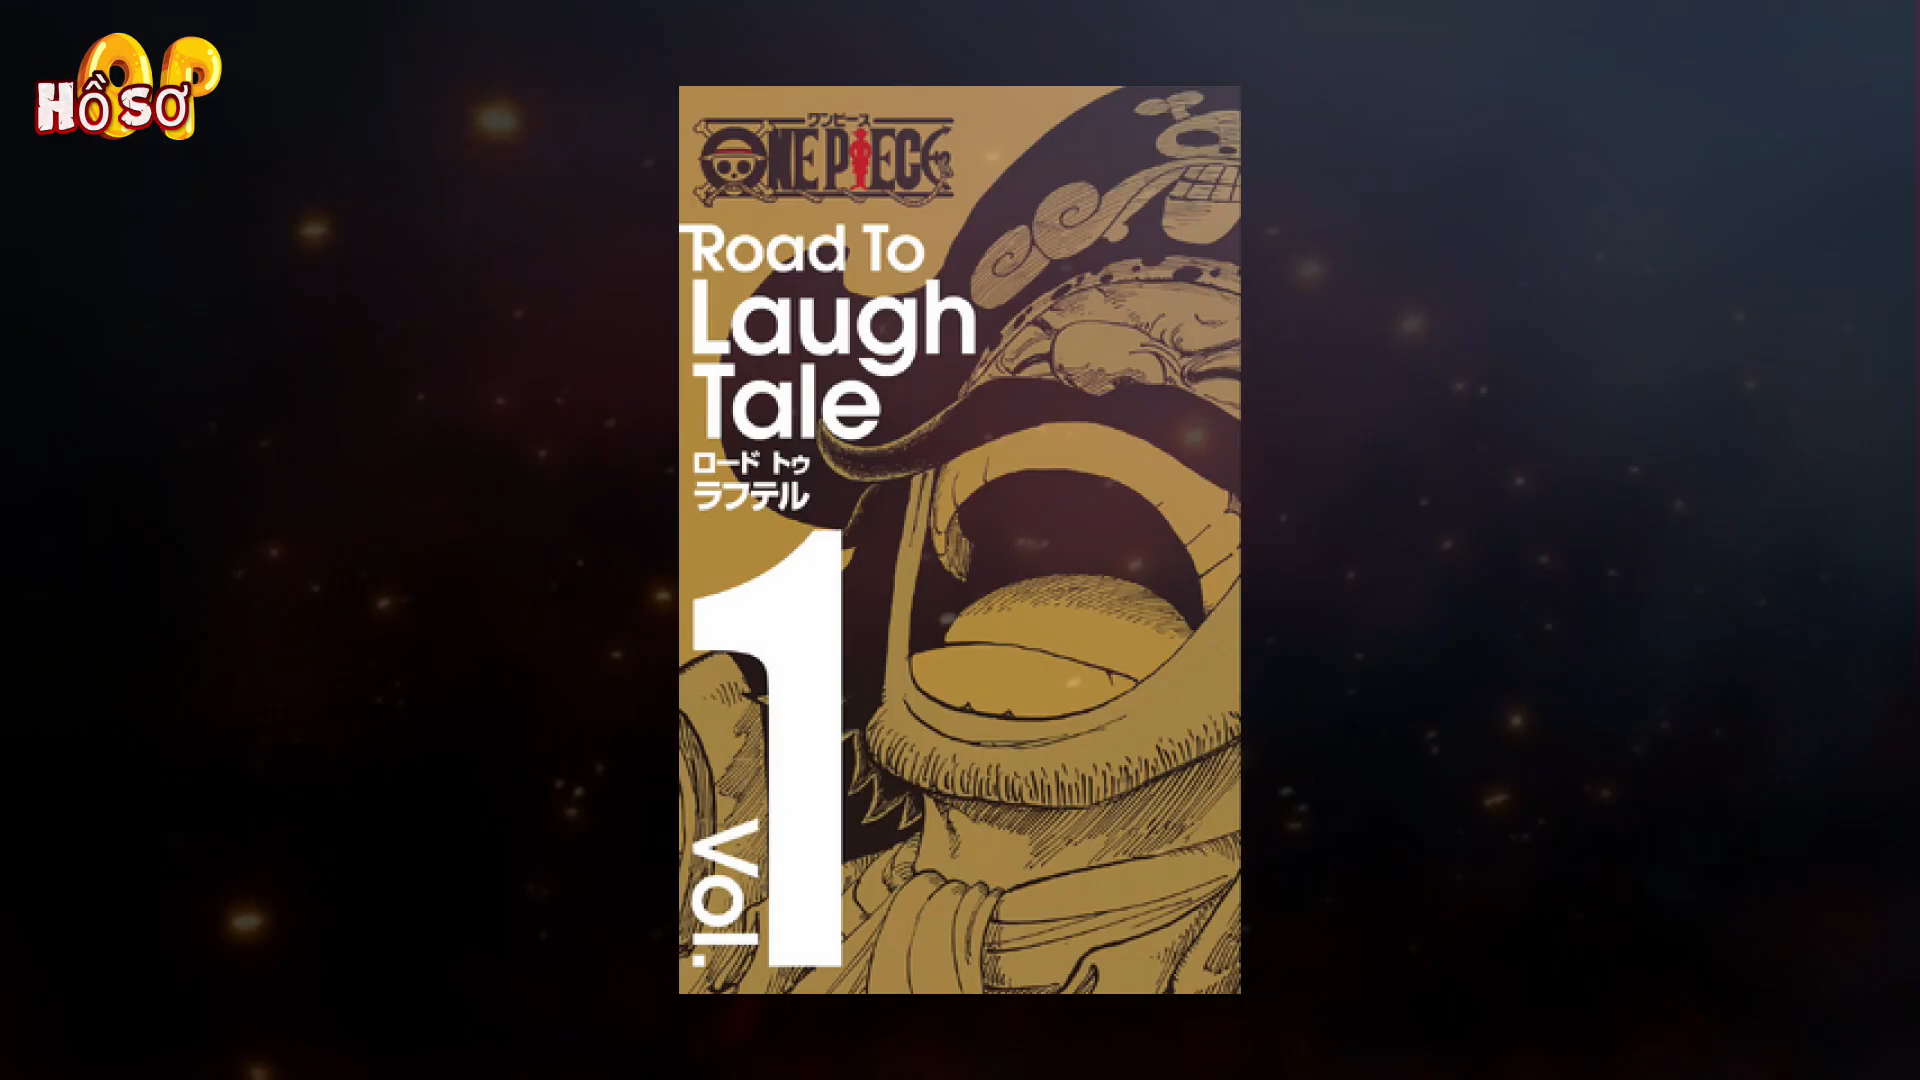 OP
Hồ sơ
ワンピース
ONE PIECE
Road To
Laugh
Tale
ロード トゥ
ラフテル
Vol.
1